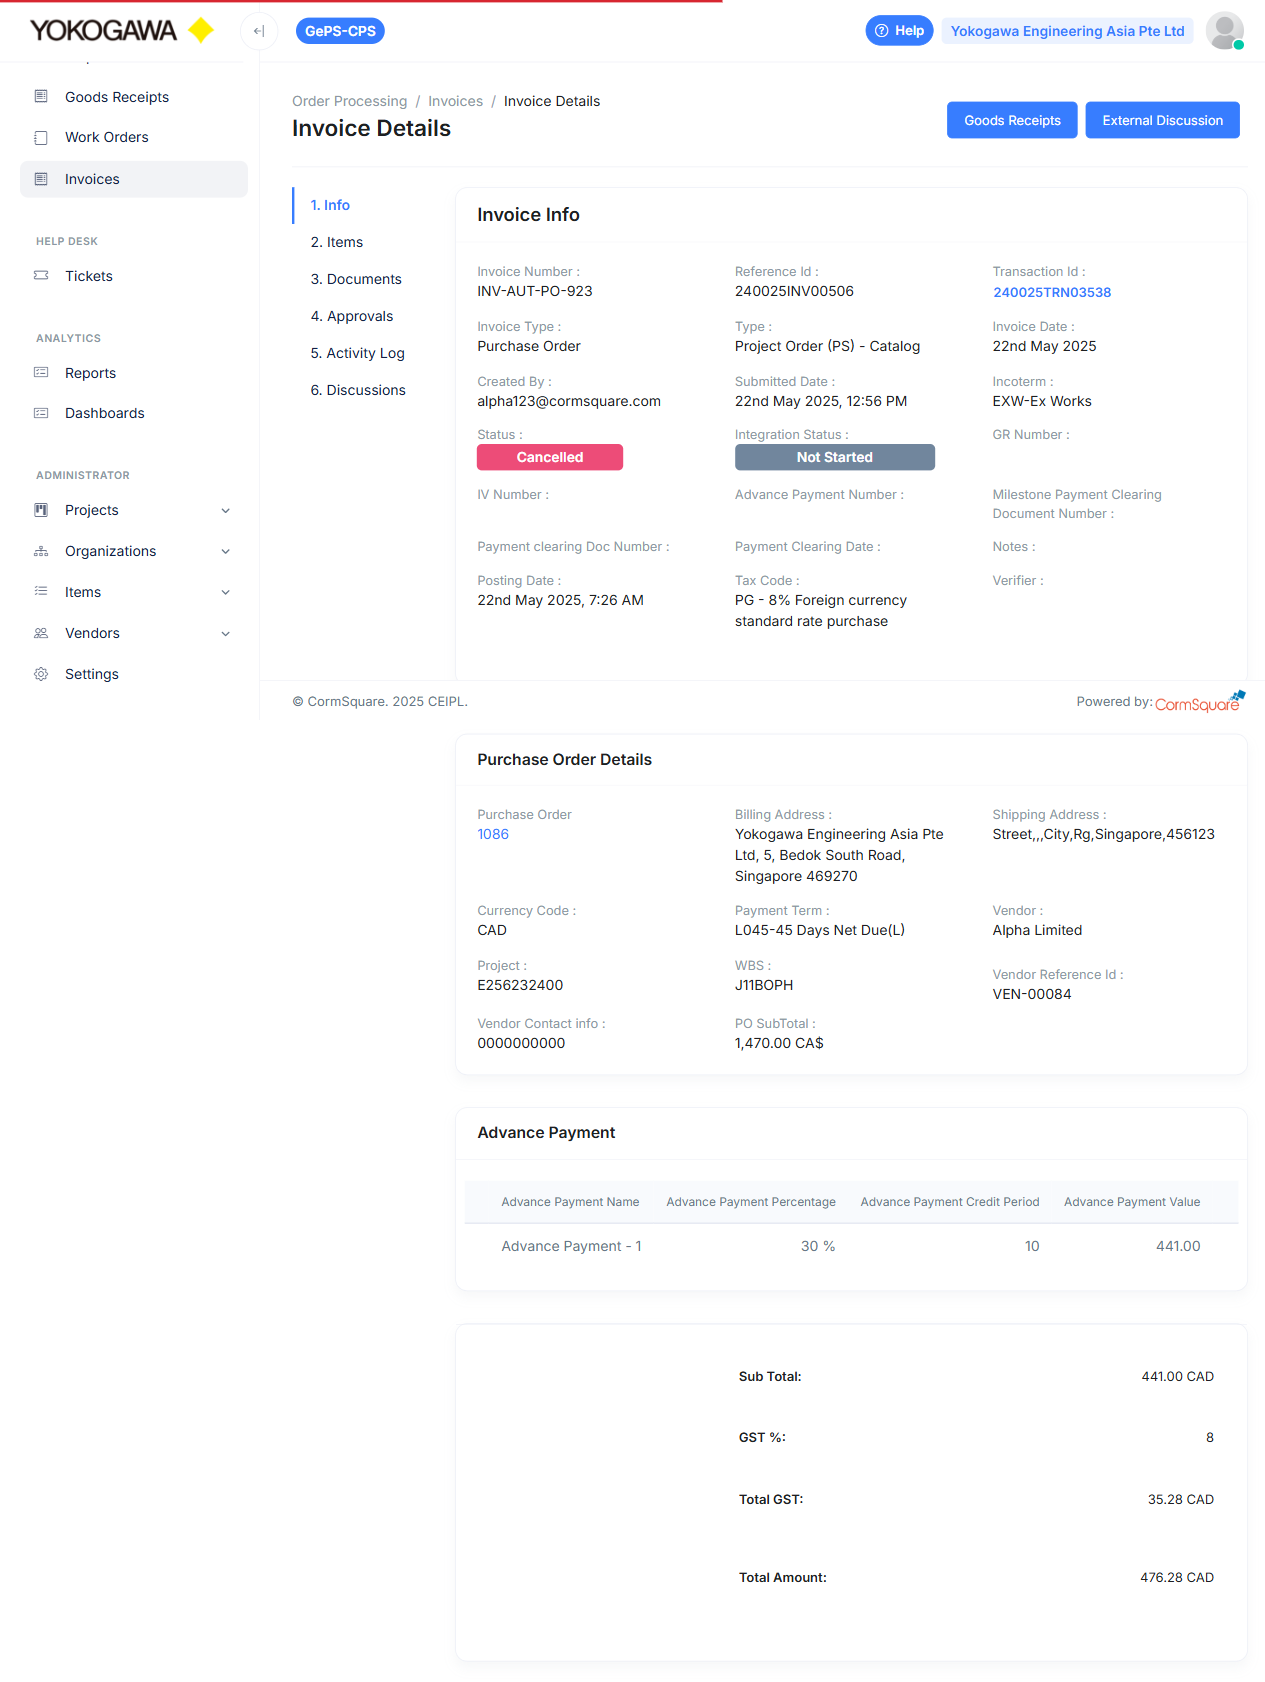 YOKOGAWA
GePS-CPS
Help
Yokogawa Engineering Asia Pte Ltd
Goods Receipts
Work Orders
Invoices
HELP DESK
Tickets
ANALYTICS
Reports
Dashboards
ADMINISTRATOR
Projects
Organizations
Items
Vendors
Settings
Order Processing / Invoices / Invoice Details
Invoice Details
Goods Receipts
External Discussion
1. Info
2. Items
3. Documents
4. Approvals
5. Activity Log
6. Discussions
Invoice Info
Invoice Number :
INV-AUT-PO-923
Reference Id :
240025INV00506
Transaction Id :
240025TRN03538
Invoice Type :
Purchase Order
Type :
Project Order (PS) - Catalog
Invoice Date :
22nd May 2025
Created By :
alpha123@cormsquare.com
Submitted Date :
22nd May 2025, 12:56 PM
Incoterm :
EXW-Ex Works
Status :
Cancelled
Integration Status :
Not Started
GR Number :
IV Number :
Advance Payment Number :
Milestone Payment Clearing
Document Number :
Payment clearing Doc Number :
Payment Clearing Date :
Notes :
Posting Date :
22nd May 2025, 7:26 AM
Tax Code :
PG - 8% Foreign currency
standard rate purchase
Verifier :
© CormSquare. 2025 CEIPL.
Powered by: CormSquare
Purchase Order Details
Purchase Order
1086
Billing Address :
Yokogawa Engineering Asia Pte
Ltd, 5, Bedok South Road,
Singapore 469270
Shipping Address :
Street,,,City,Rg,Singapore,456123
Currency Code :
CAD
Payment Term :
L045-45 Days Net Due(L)
Vendor :
Alpha Limited
Project :
E256232400
WBS :
J11BOPH
Vendor Reference Id :
VEN-00084
Vendor Contact info :
0000000000
PO SubTotal :
1,470.00 CA$
Advance Payment
Advance Payment Name Advance Payment Percentage Advance Payment Credit Period Advance Payment Value
Advance Payment - 1 30 % 10 441.00
Sub Total: 441.00 CAD
GST %: 8
Total GST: 35.28 CAD
Total Amount: 476.28 CAD